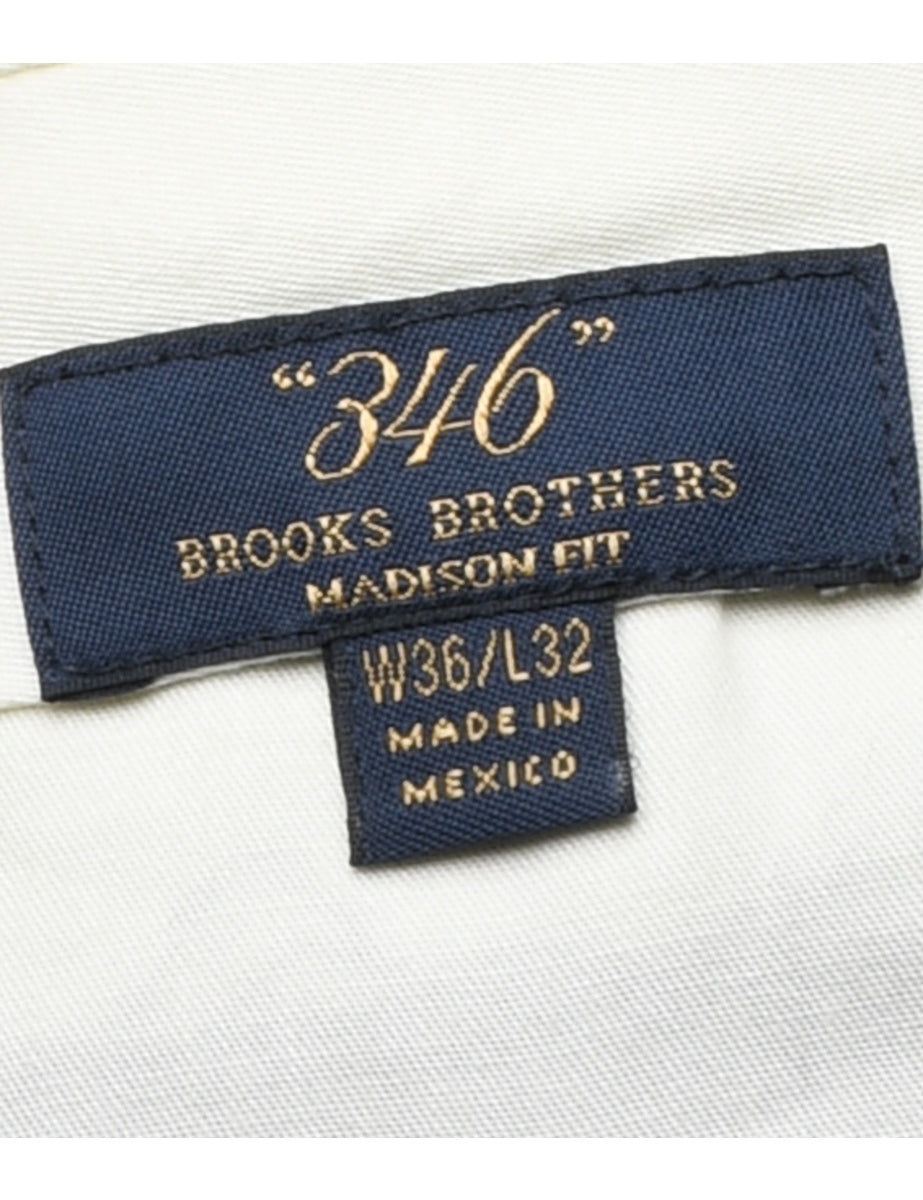 “346”
BROOKS BROTHERS
MADISON FIT
W36/L32
MADE IN
MEXICO